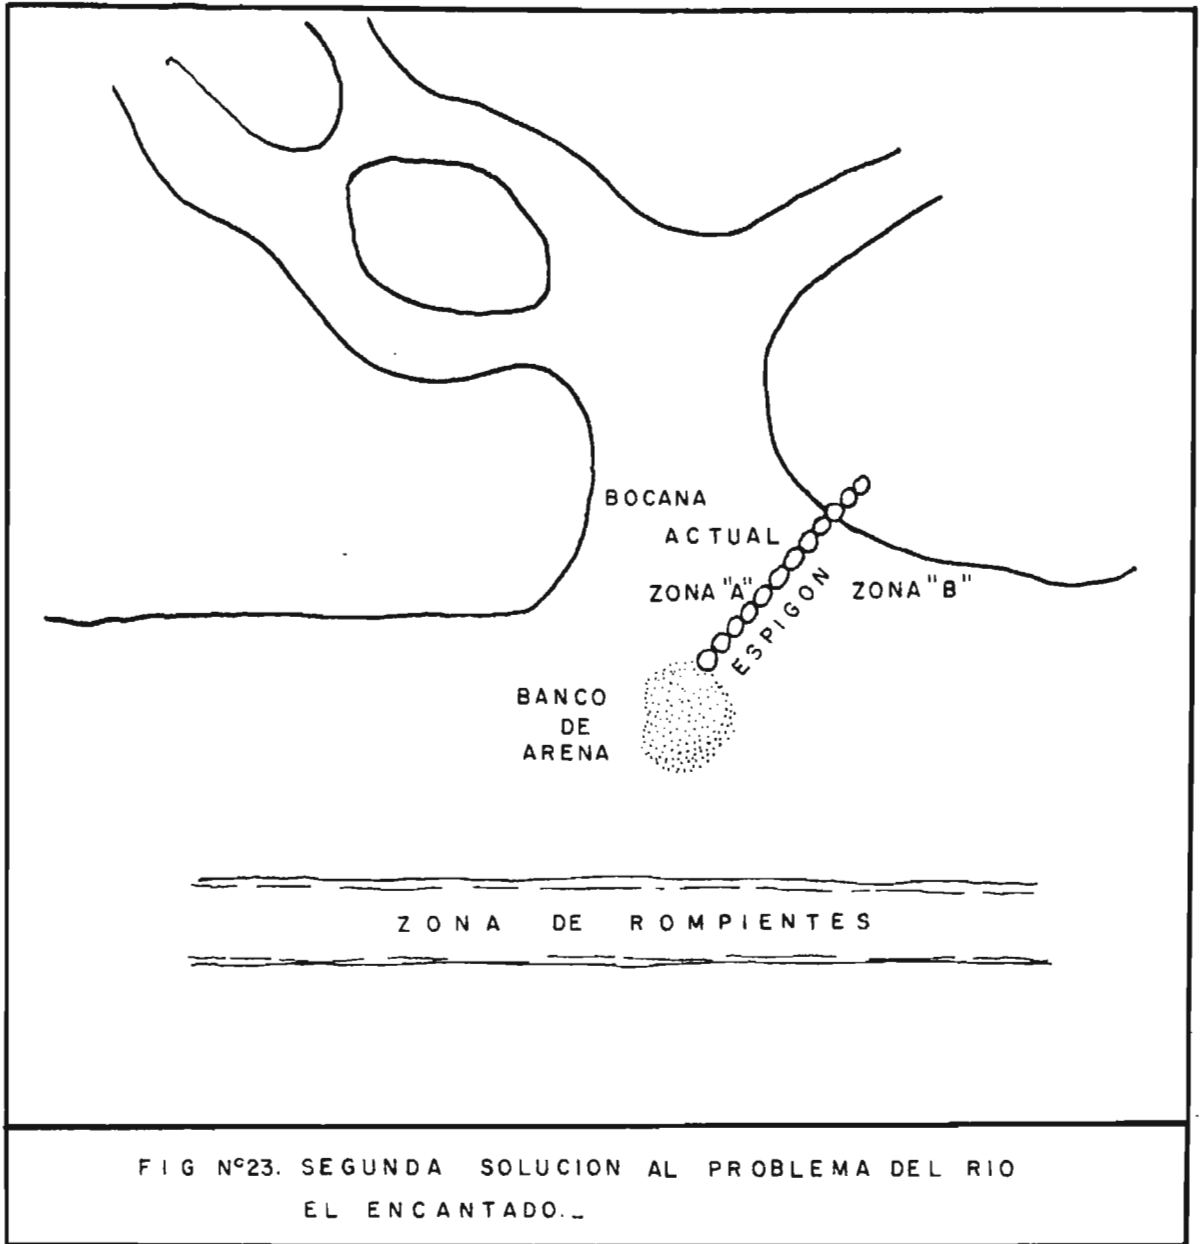 BOCANA
ACTUAL
ZONA "A"
ESPIGON
ZONA "B"
BANCO
DE
ARENA
ZONA DE ROMPIENTES
FIG Nº23. SEGUNDA SOLUCION AL PROBLEMA DEL RIO
EL ENCANTADO._